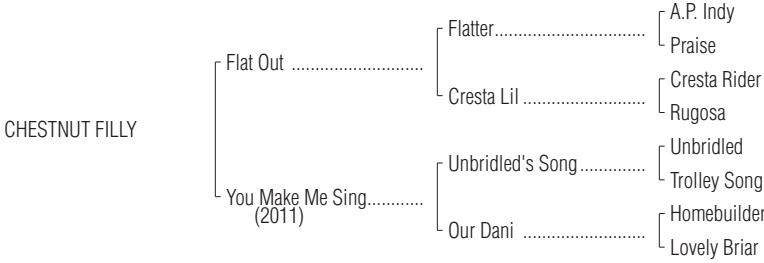 A.P. Indy
Flatter................................
Praise
Flat Out ............................
Cresta Rider
Cresta Lil ..........................
Rugosa
CHESTNUT FILLY
Unbridled
Unbridled's Song..............
Trolley Song
You Make Me Sing............
(2011)
Homebuilder
Our Dani ..........................
Lovely Briar